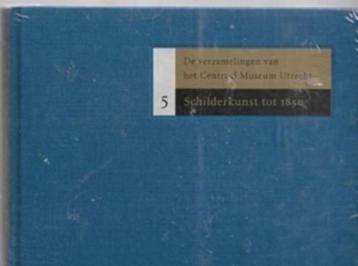 De verzamelingen van
het Centraal Museum Utrecht
5 Schilderkunst tot 1850